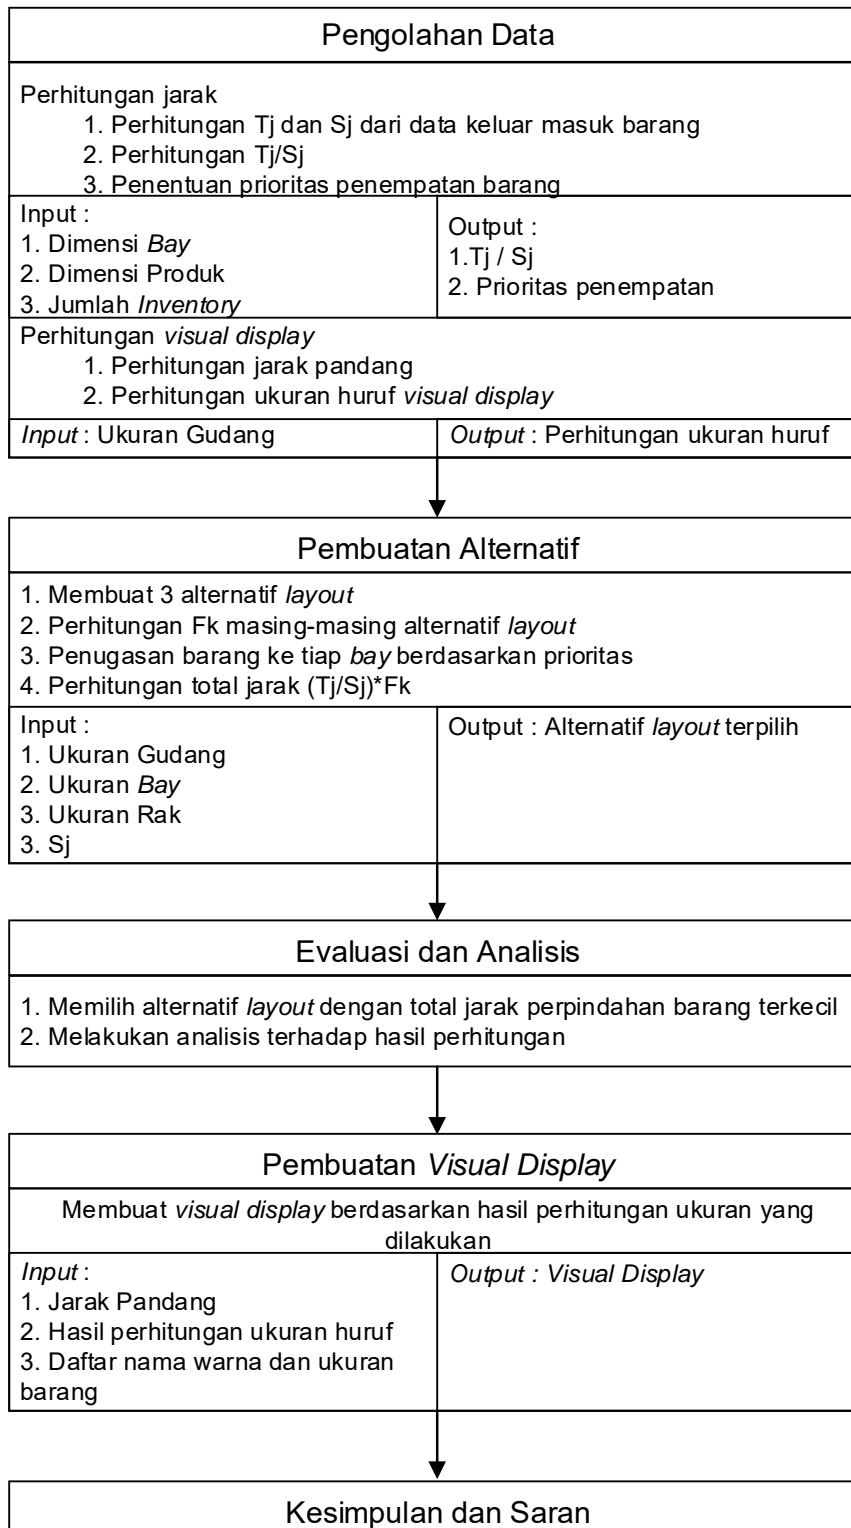 Pengolahan Data
Perhitungan jarak
1. Perhitungan Tj dan Sj dari data keluar masuk barang
2. Perhitungan Tj/Sj
3. Penentuan prioritas penempatan barang
Input :
1. Dimensi Bay
2. Dimensi Produk
3. Jumlah Inventory
Output :
1.Tj / Sj
2. Prioritas penempatan
Perhitungan visual display
1. Perhitungan jarak pandang
2. Perhitungan ukuran huruf visual display
Input : Ukuran Gudang
Output : Perhitungan ukuran huruf
Pembuatan Alternatif
1. Membuat 3 alternatif layout
2. Perhitungan Fk masing-masing alternatif layout
3. Penugasan barang ke tiap bay berdasarkan prioritas
4. Perhitungan total jarak (Tj/Sj)*Fk
Input :
1. Ukuran Gudang
2. Ukuran Bay
3. Ukuran Rak
3. Sj
Output : Alternatif layout terpilih
Evaluasi dan Analisis
1. Memilih alternatif layout dengan total jarak perpindahan barang terkecil
2. Melakukan analisis terhadap hasil perhitungan
Pembuatan Visual Display
Membuat visual display berdasarkan hasil perhitungan ukuran yang
dilakukan
Input :
1. Jarak Pandang
2. Hasil perhitungan ukuran huruf
3. Daftar nama warna dan ukuran
barang
Output : Visual Display
Kesimpulan dan Saran